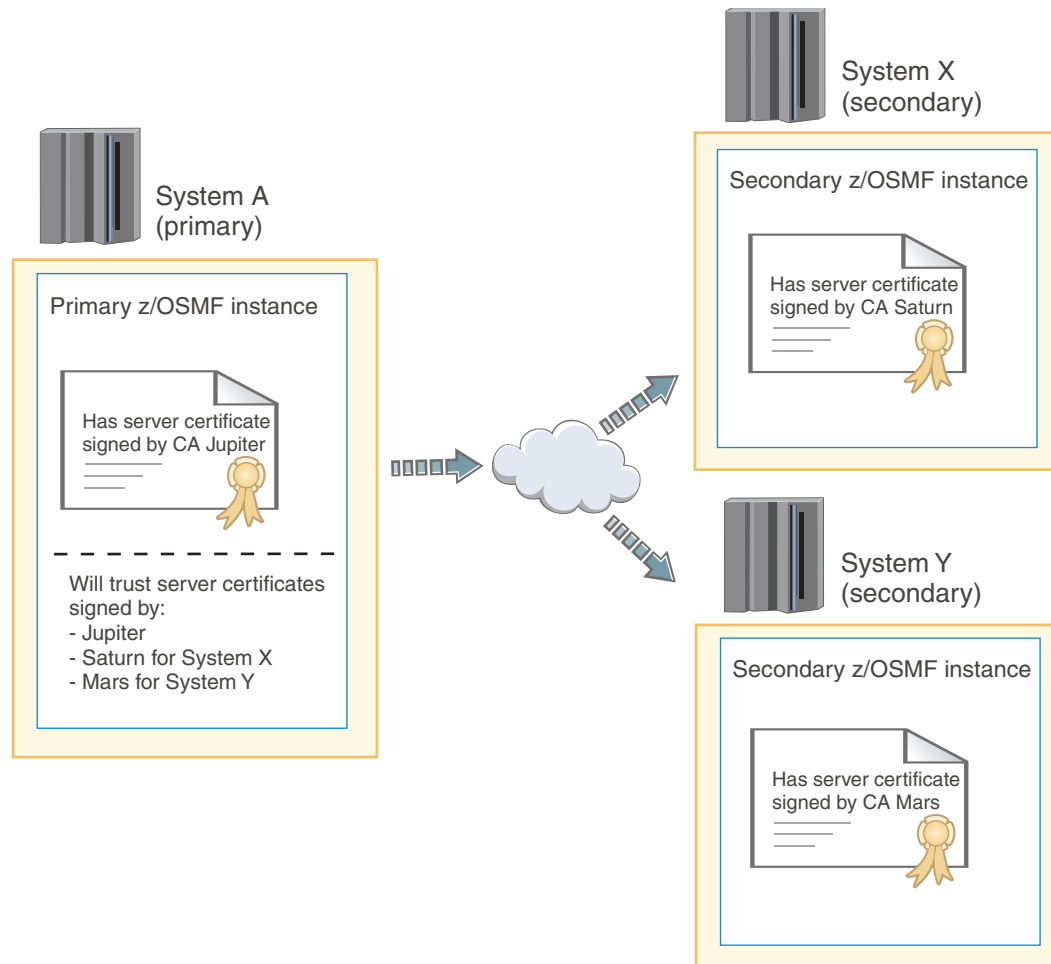 System A
(primary)
Primary z/OSMF instance
Has server certificate
signed by CA Jupiter
Will trust server certificates
signed by:
- Jupiter
- Saturn for System X
- Mars for System Y
System X
(secondary)
Secondary z/OSMF instance
Has server certificate
signed by CA Saturn
System Y
(secondary)
Secondary z/OSMF instance
Has server certificate
signed by CA Mars